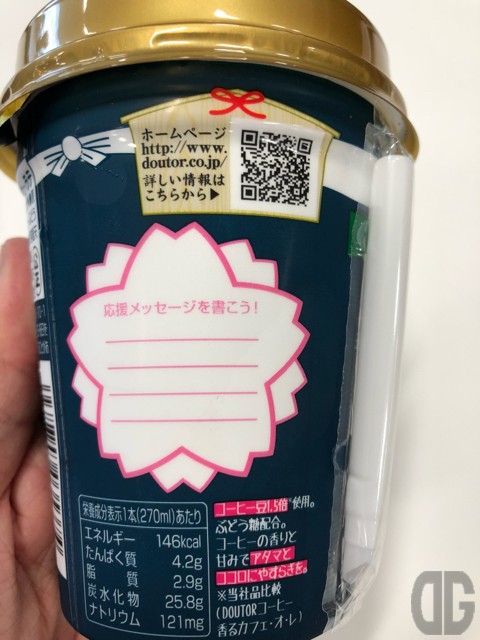 ホームページ
http://www.
doutor.co.jp/
詳しい情報は
こちらから▶
応援メッセージを書こう!
栄養成分表示1本(270ml)あたり
エネルギー 146kcal
たんぱく質 4.2g
脂質 2.9g
炭水化物 25.8g
ナトリウム 121mg
コーヒー豆1.5倍※使用。
ぶどう糖配合。
コーヒーの香りと
甘みでアタマと
ココロにやすらぎを。
※当社品比較
(DOUTORコーヒー
香るカフェ・オ・レ)
DG